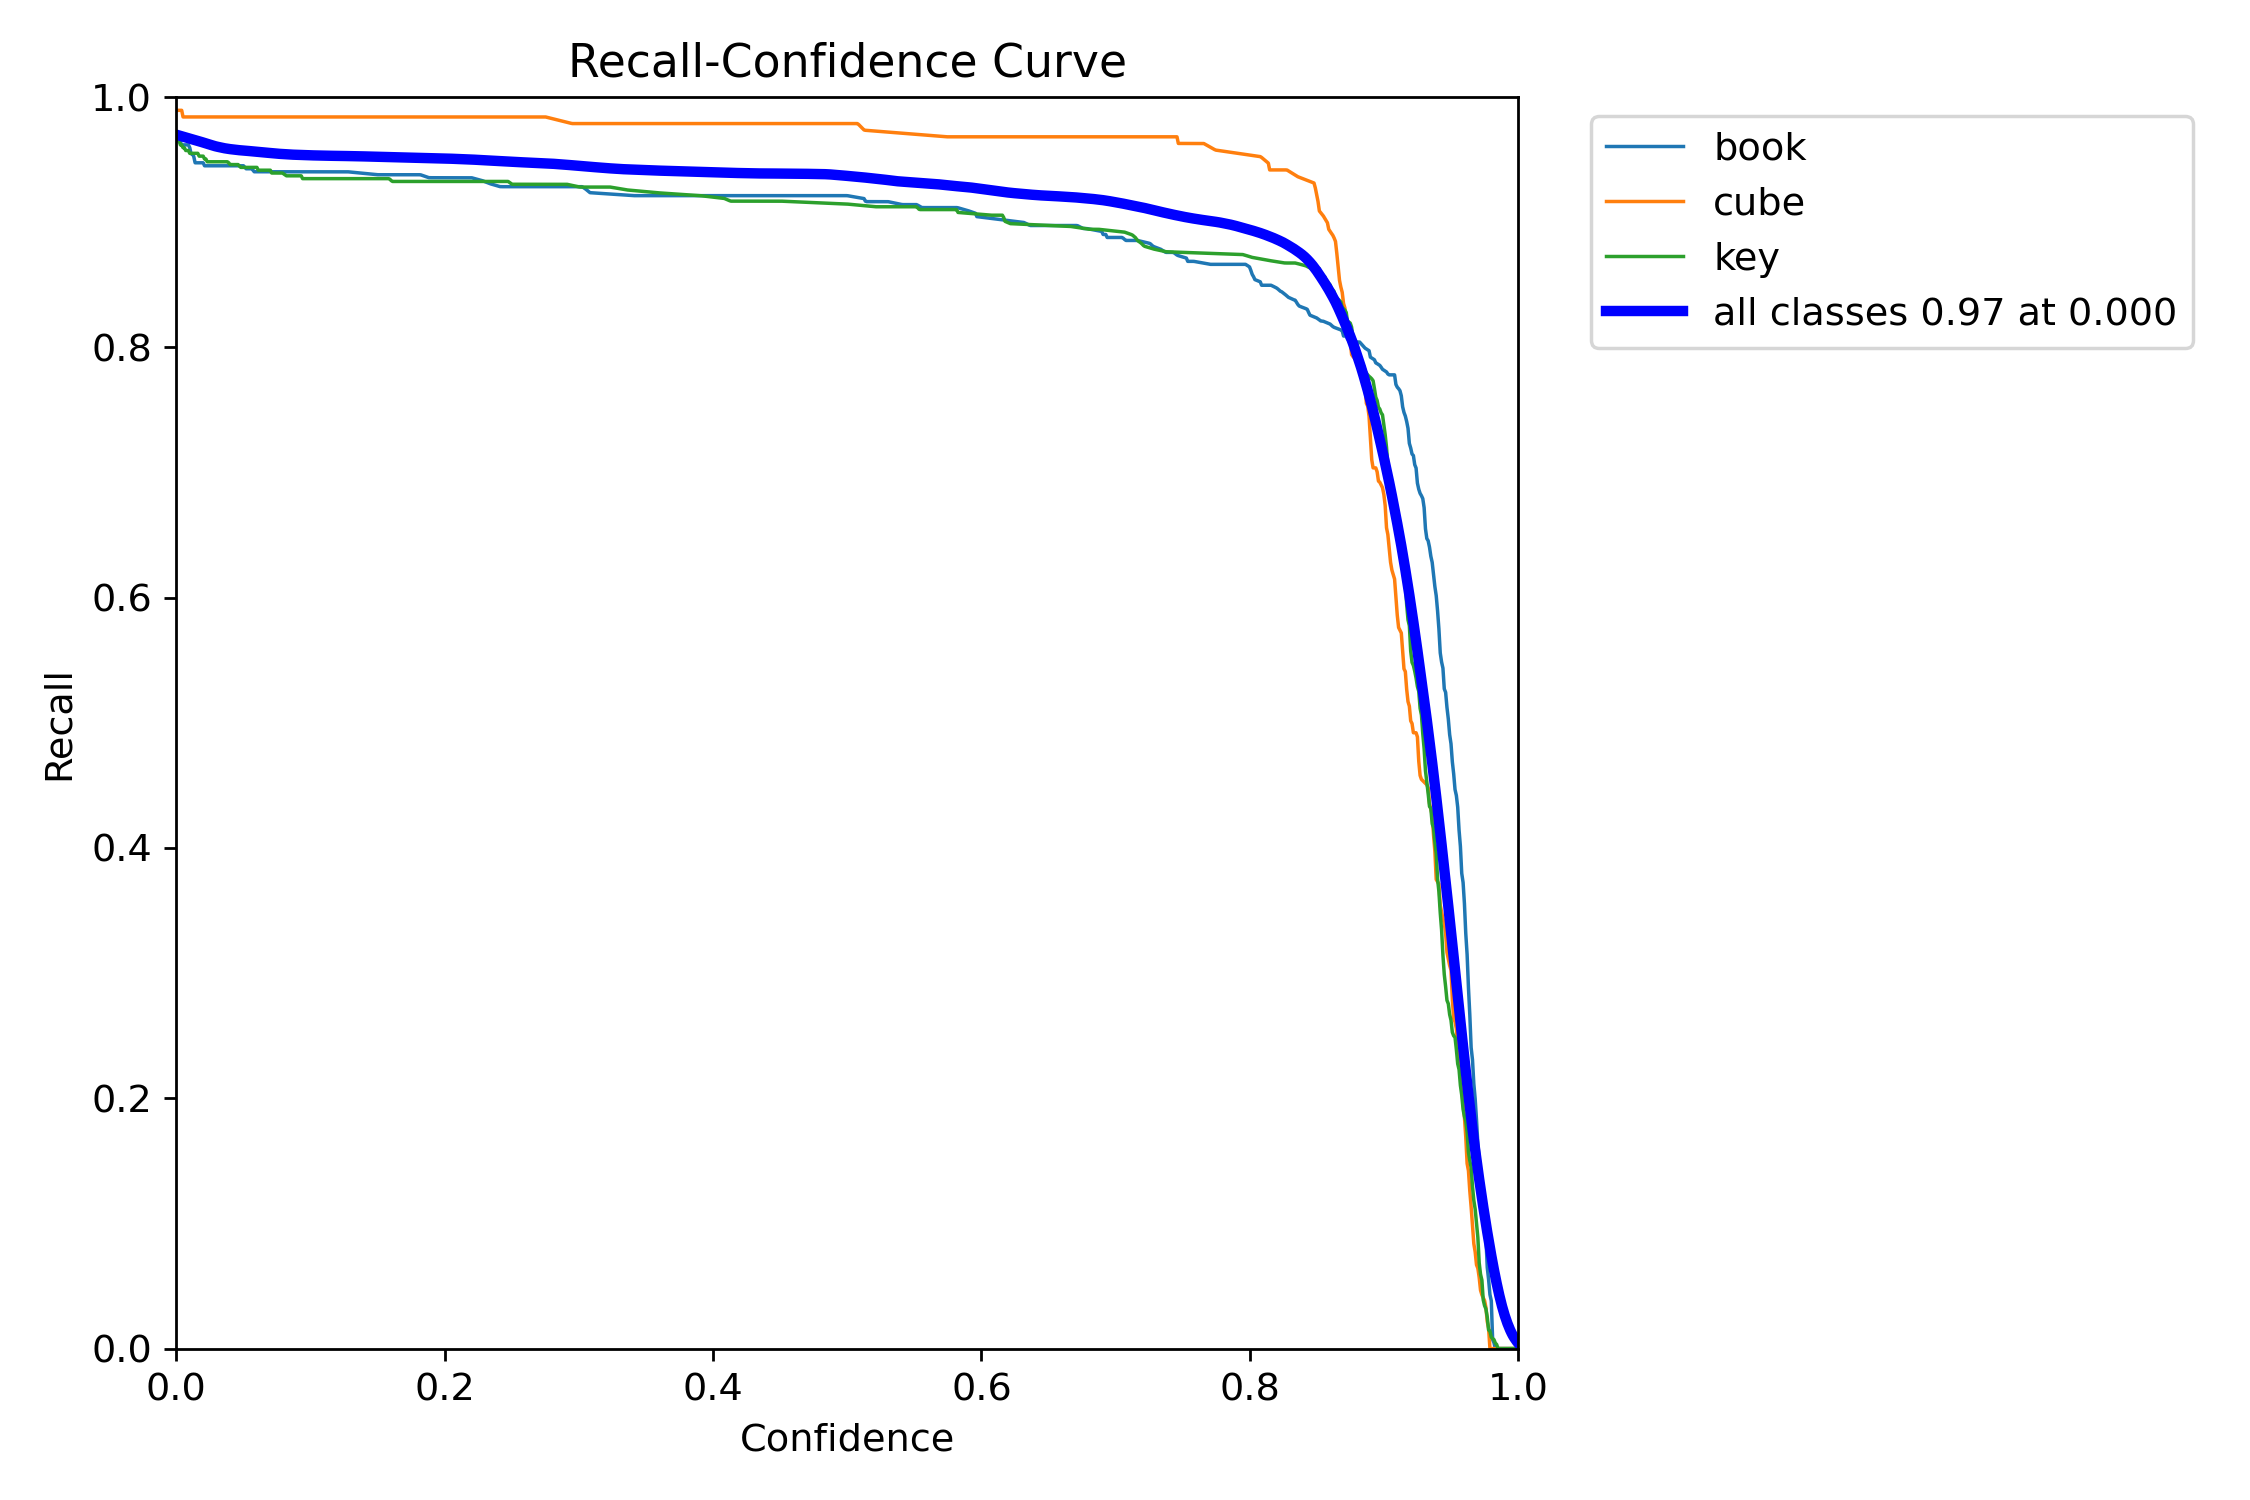 Recall-Confidence Curve
1.0
0.8
0.6
0.4
0.2
0.0
Recall
0.0 0.2 0.4 0.6 0.8 1.0
Confidence
book
cube
key
all classes 0.97 at 0.000